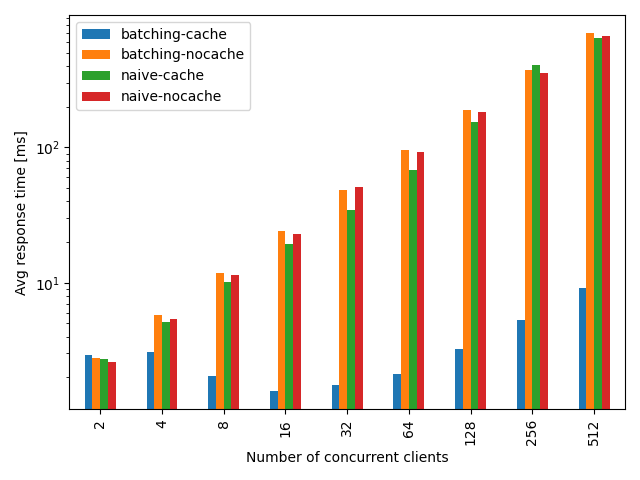 batching-cache
batching-nocache
naive-cache
naive-nocache
Avg response time [ms]
10²
10¹
2 4 8 16 32 64 128 256 512
Number of concurrent clients